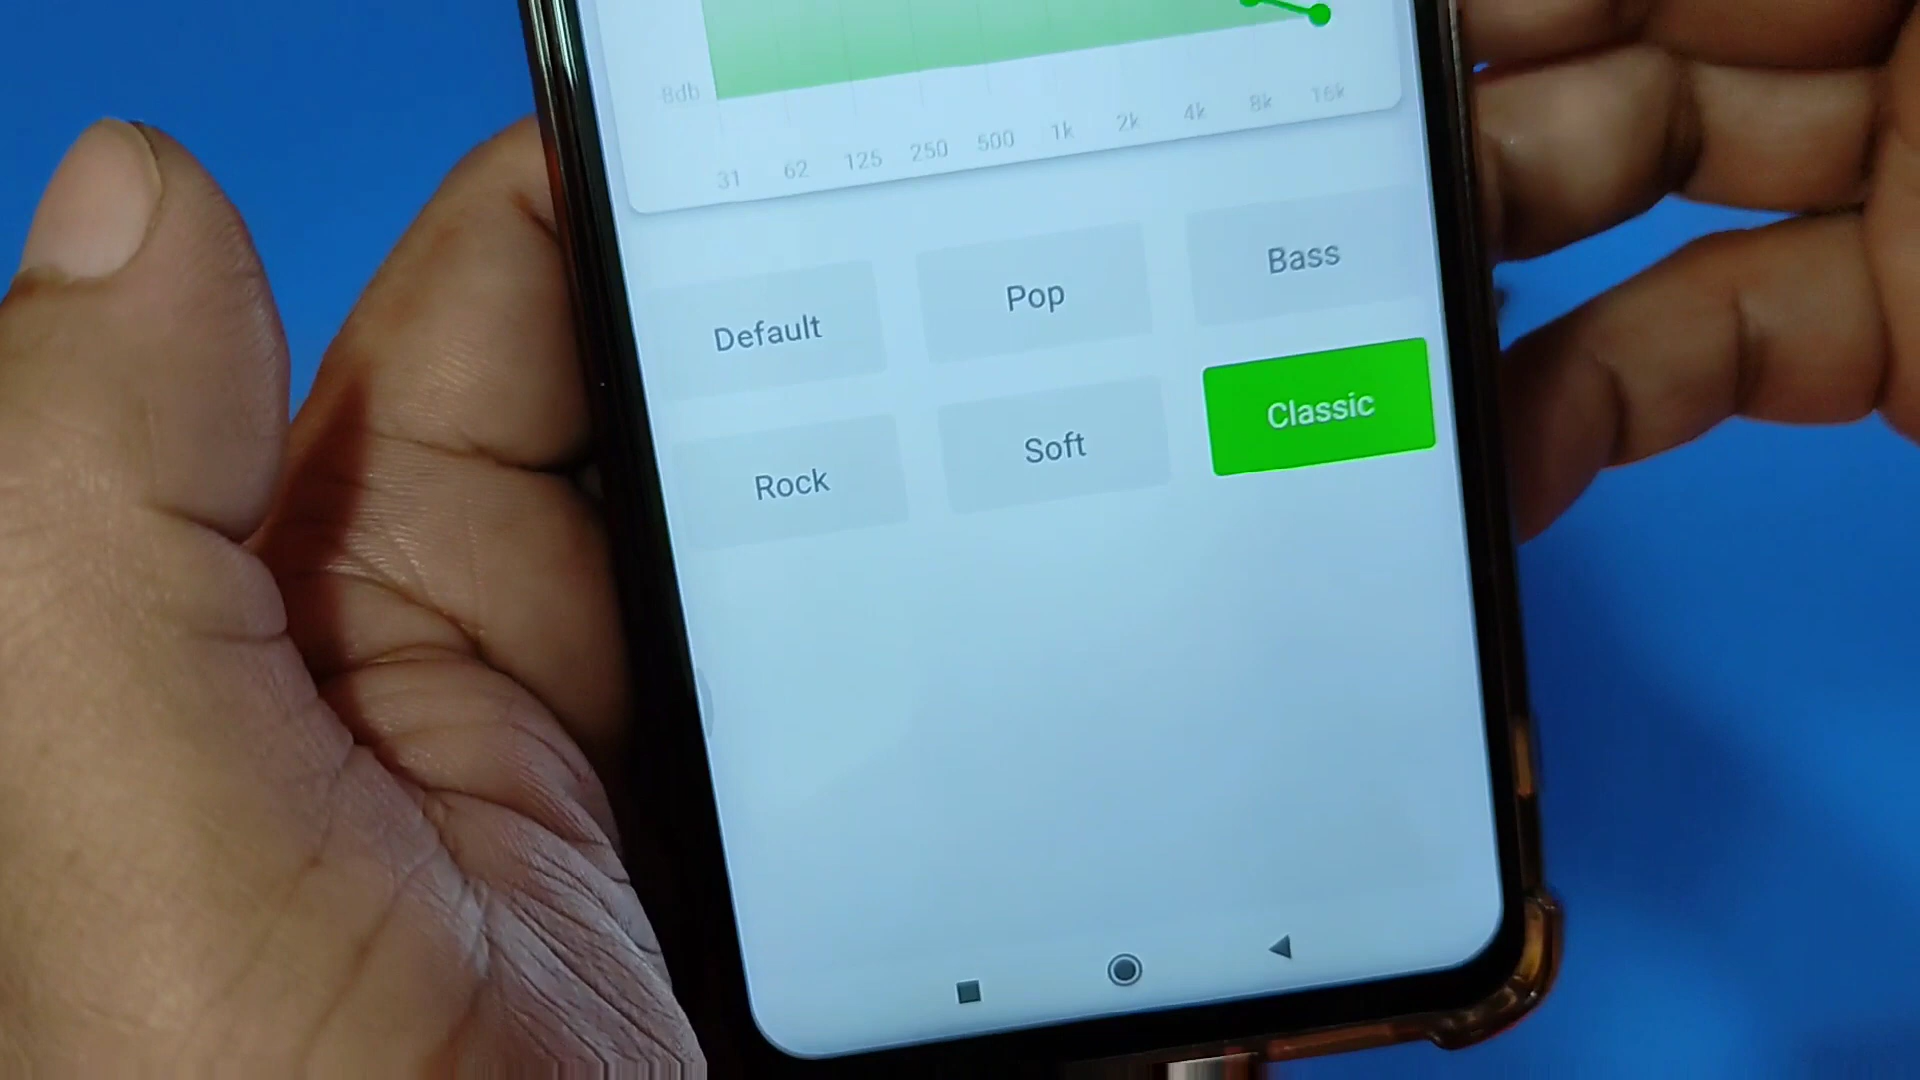 8db
31 62 125 250 500 1k 2k 4k 8k 16k
Default Pop Bass
Rock Soft Classic